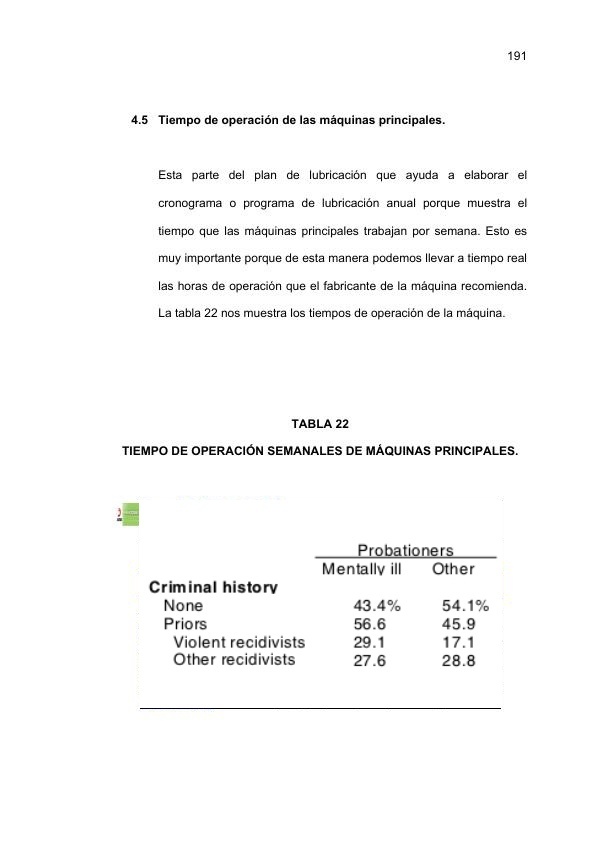 191
4.5 Tiempo de operación de las máquinas principales.
Esta parte del plan de lubricación que ayuda a elaborar el
cronograma o programa de lubricación anual porque muestra el
tiempo que las máquinas principales trabajan por semana. Esto es
muy importante porque de esta manera podemos llevar a tiempo real
las horas de operación que el fabricante de la máquina recomienda.
La tabla 22 nos muestra los tiempos de operación de la máquina.
TABLA 22
TIEMPO DE OPERACIÓN SEMANALES DE MÁQUINAS PRINCIPALES.
Probationers
Mentally ill Other
Criminal history
None 43.4% 54.1%
Priors 56.6 45.9
Violent recidivists 29.1 17.1
Other recidivists 27.6 28.8